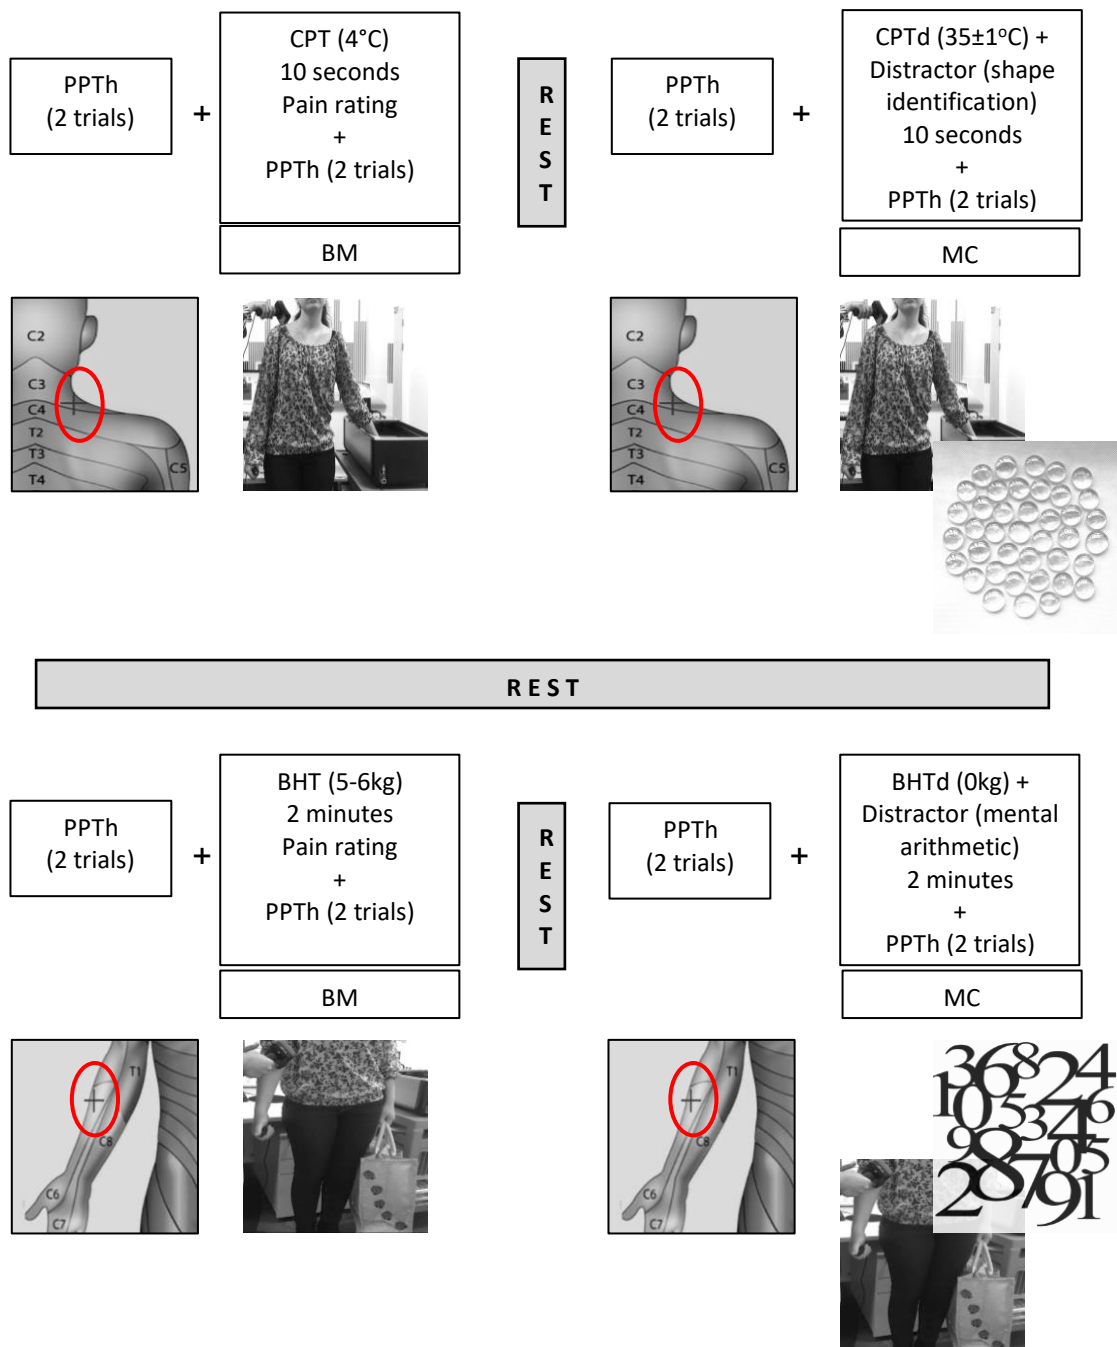 PPTh
(2 trials)
+
CPT (4°C)
10 seconds
Pain rating
+
PPTh (2 trials)
BM
R
E
S
T
PPTh
(2 trials)
+
CPTd (35±1°C) +
Distractor (shape
identification)
10 seconds
+
PPTh (2 trials)
MC
C2
C3
C4
T2
T3
T4
C5
C2
C3
C4
T2
T3
T4
C5
R E S T
PPTh
(2 trials)
+
BHT (5-6kg)
2 minutes
Pain rating
+
PPTh (2 trials)
BM
R
E
S
T
PPTh
(2 trials)
+
BHTd (0kg) +
Distractor (mental
arithmetic)
2 minutes
+
PPTh (2 trials)
MC
T1
C8
C6
C7
T1
C8
C6
C7
36824
105346
98705
28791